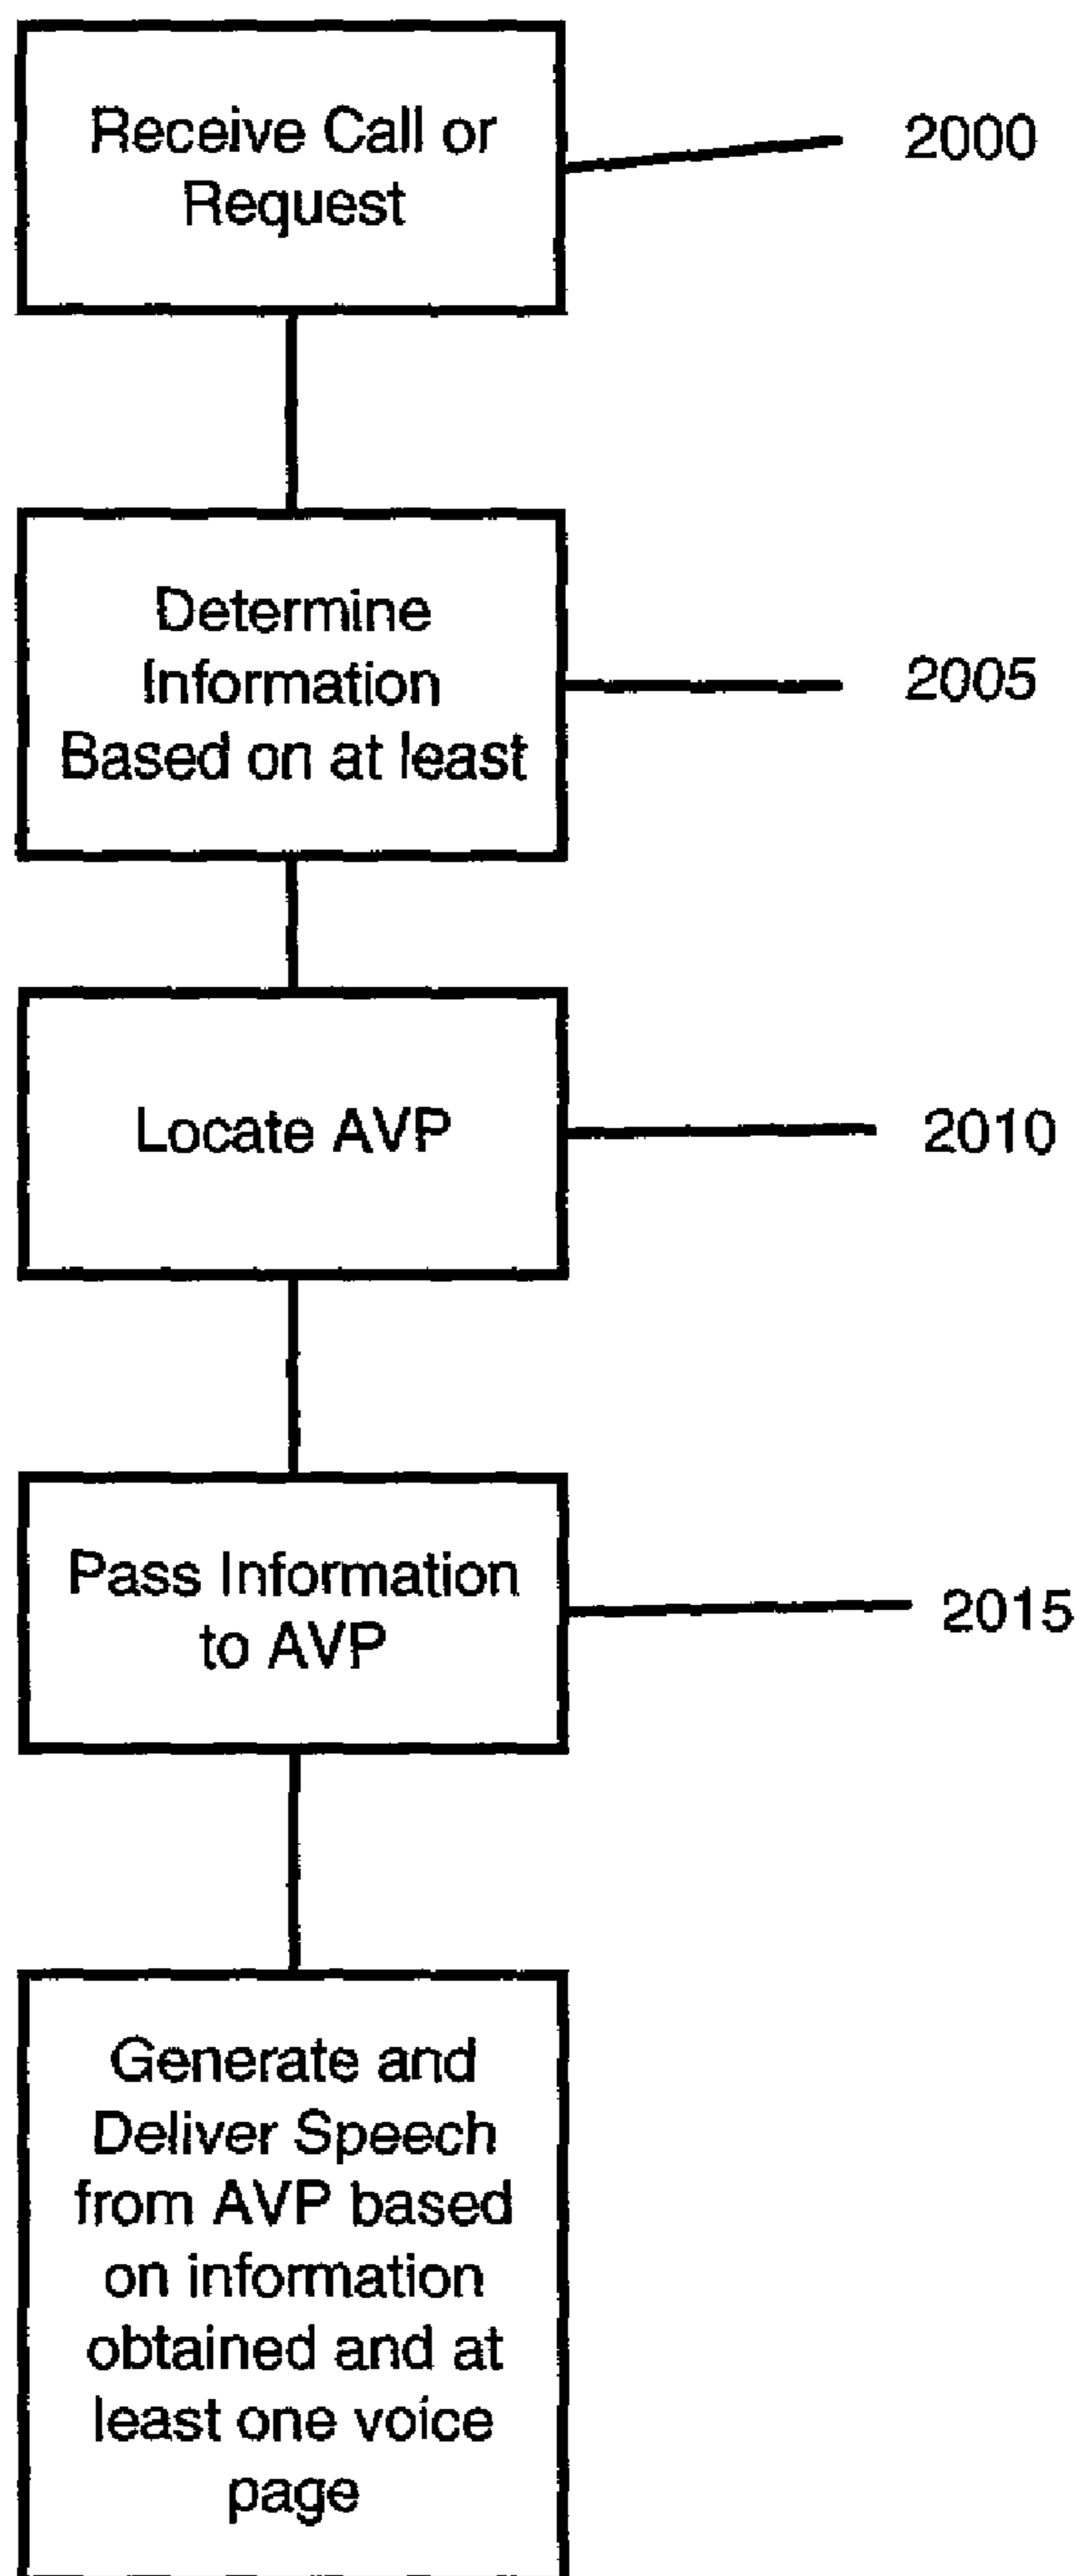 Receive Call or
Request
2000
Determine
Information
Based on at least
2005
Locate AVP
2010
Pass Information
to AVP
2015
Generate and
Deliver Speech
from AVP based
on information
obtained and at
least one voice
page